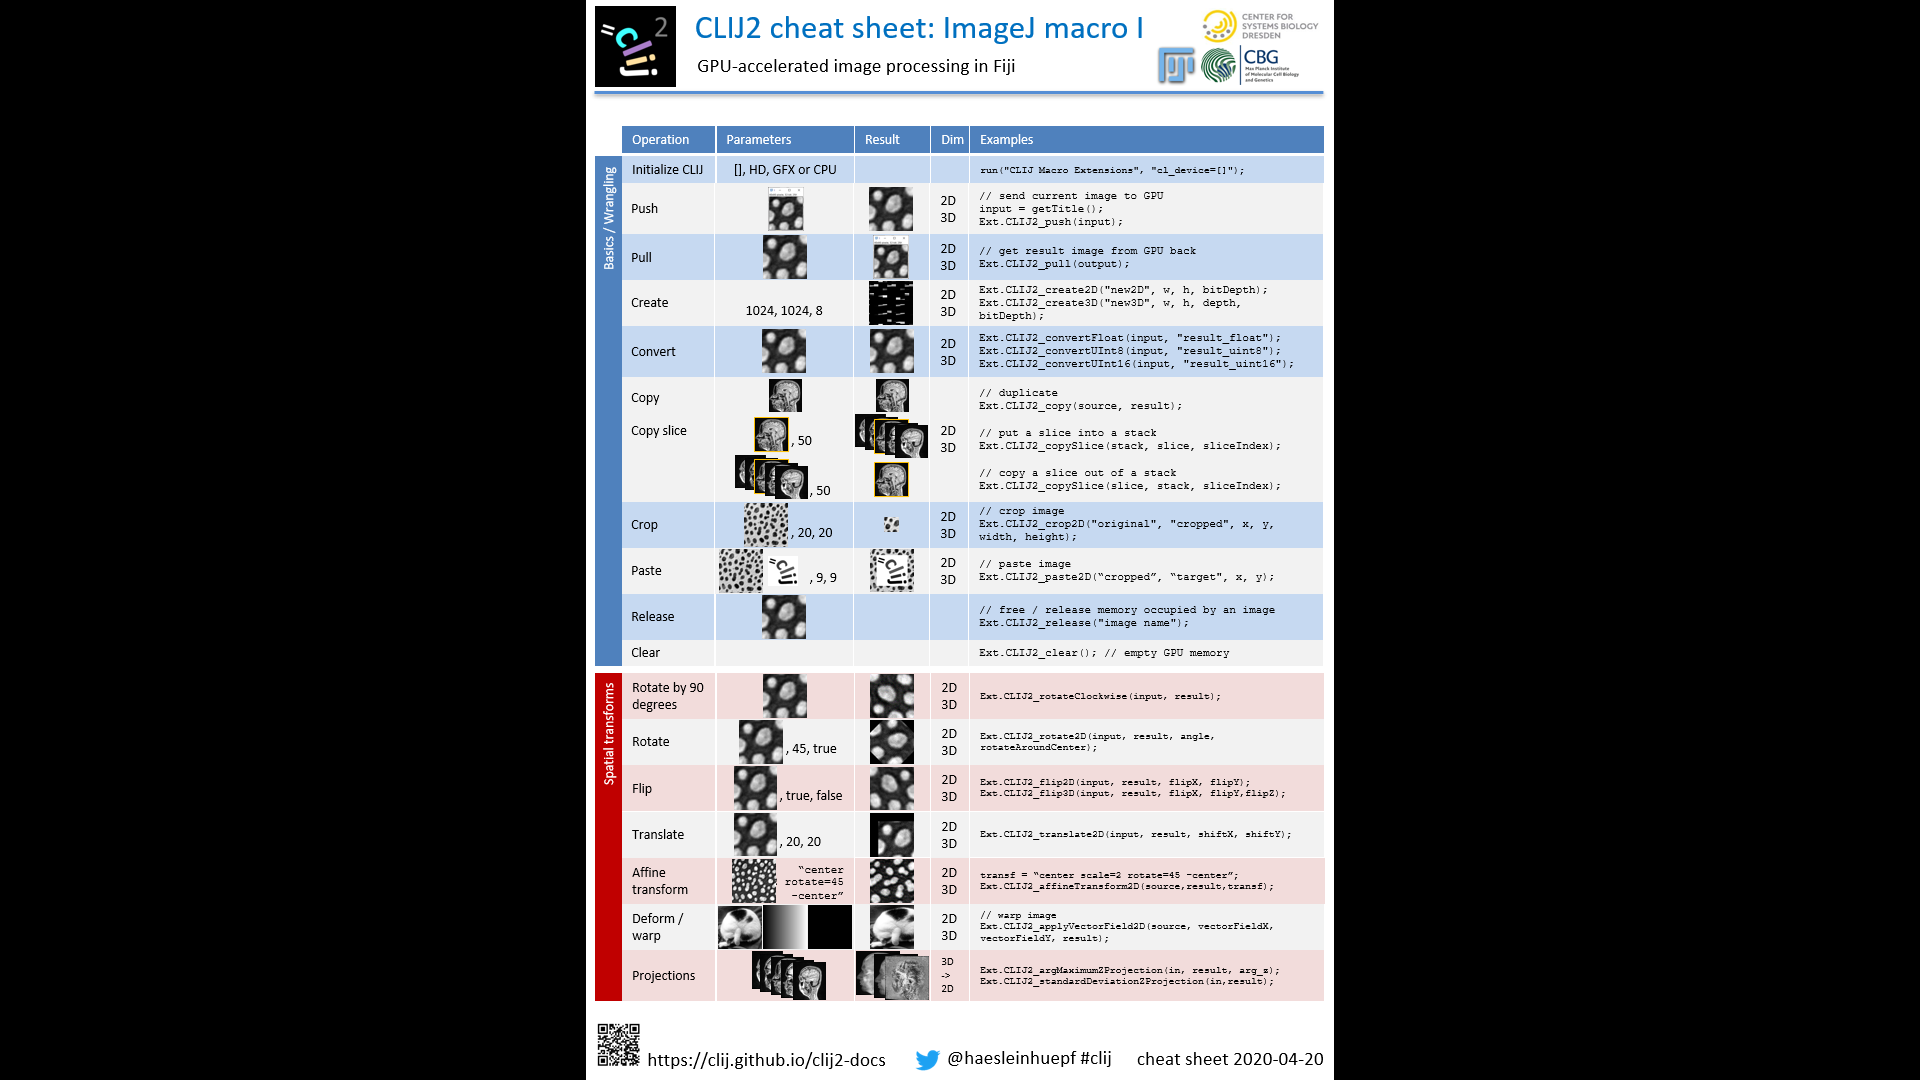 2
CLIJ2 cheat sheet: ImageJ macro I
GPU-accelerated image processing in Fiji
CENTER FOR
SYSTEMS BIOLOGY
DRESDEN
CBG
Max Planck Institute
of Molecular Cell Biology
and Genetics
Operation Parameters Result Dim Examples
Basics / Wrangling
Initialize CLIJ [], HD, GFX or CPU run("CLIJ Macro Extensions", "cl_device=[]");
Push
2D
3D
// send current image to GPU
input = getTitle();
Ext.CLIJ2_push(input);
Pull
2D
3D
// get result image from GPU back
Ext.CLIJ2_pull(output);
Create
1024, 1024, 8
2D
3D
Ext.CLIJ2_create2D("new2D", w, h, bitDepth);
Ext.CLIJ2_create3D("new3D", w, h, depth,
bitDepth);
Convert
2D
3D
Ext.CLIJ2_convertFloat(input, "result_float");
Ext.CLIJ2_convertUInt8(input, "result_uint8");
Ext.CLIJ2_convertUInt16(input, "result_uint16");
Copy
// duplicate
Ext.CLIJ2_copy(source, result);
Copy slice
, 50
2D
3D
// put a slice into a stack
Ext.CLIJ2_copySlice(stack, slice, sliceIndex);
, 50
// copy a slice out of a stack
Ext.CLIJ2_copySlice(slice, stack, sliceIndex);
Crop
, 20, 20
2D
3D
// crop image
Ext.CLIJ2_crop2D("original", "cropped", x, y,
width, height);
Paste
clij
, 9, 9
clij
2D
3D
// paste image
Ext.CLIJ2_paste2D(“cropped”, “target", x, y);
Release
// free / release memory occupied by an image
Ext.CLIJ2_release("image name");
Clear
Ext.CLIJ2_clear(); // empty GPU memory
Spatial transforms
Rotate by 90
degrees
2D
3D
Ext.CLIJ2_rotateClockwise(input, result);
Rotate
, 45, true
2D
3D
Ext.CLIJ2_rotate2D(input, result, angle,
rotateAroundCenter);
Flip
, true, false
2D
3D
Ext.CLIJ2_flip2D(input, result, flipX, flipY);
Ext.CLIJ2_flip3D(input, result, flipX, flipY,flipZ);
Translate
, 20, 20
2D
3D
Ext.CLIJ2_translate2D(input, result, shiftX, shiftY);
Affine
transform
“center
rotate=45
-center”
2D
3D
transf = “center scale=2 rotate=45 -center”;
Ext.CLIJ2_affineTransform2D(source,result,transf);
Deform /
warp
2D
3D
// warp image
Ext.CLIJ2_applyVectorField2D(source, vectorFieldX,
vectorFieldY, result);
Projections
3D
->
2D
Ext.CLIJ2_argMaximumZProjection(in, result, arg_z);
Ext.CLIJ2_standardDeviationZProjection(in,result);
https://clij.github.io/clij2-docs
@haesleinhuepf #clij
cheat sheet 2020-04-20